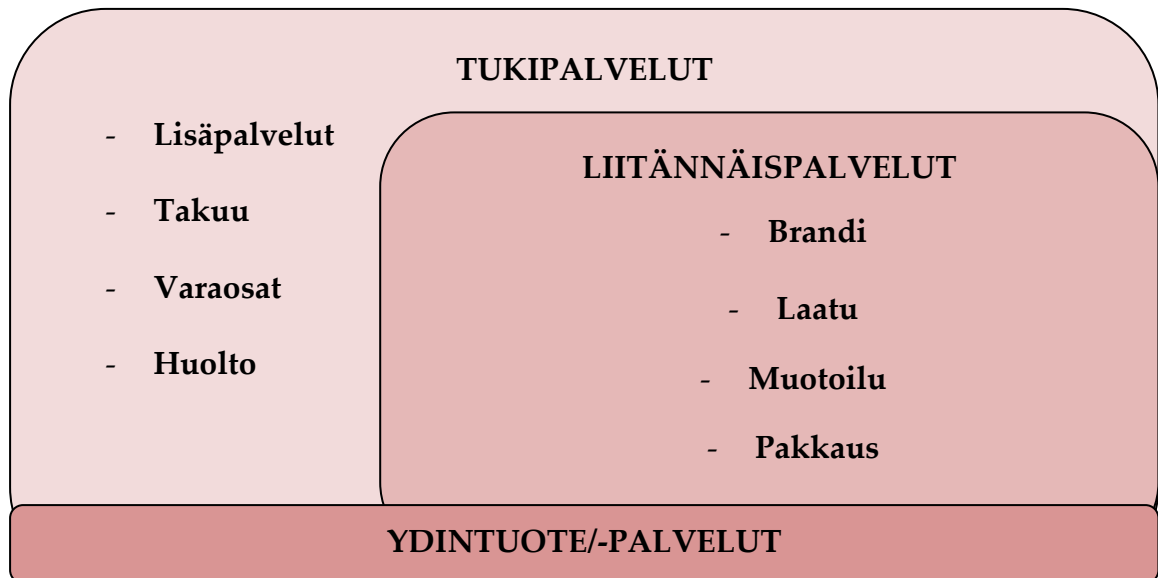 TUKIPALVELUT
- Lisäpalvelut
- Takuu
- Varaosat
- Huolto
LIITÄNNÄISPALVELUT
- Brandi
- Laatu
- Muotoilu
- Pakkaus
YDINTUOTE/-PALVELUT